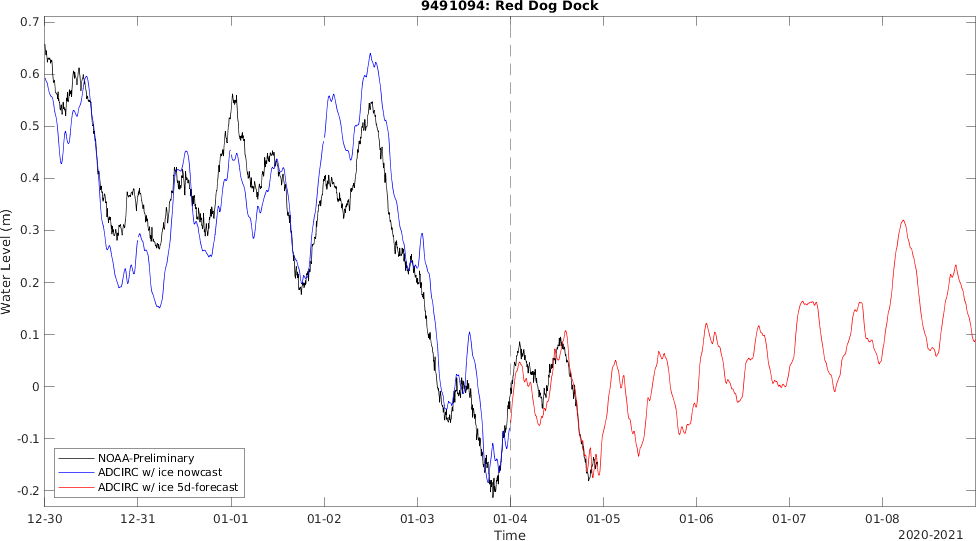 9491094: Red Dog Dock
Water Level (m)
0.7
0.6
0.5
0.4
0.3
0.2
0.1
0
-0.1
-0.2
NOAA-Preliminary
ADCIRC w/ ice nowcast
ADCIRC w/ ice 5d-forecast
12-30 12-31 01-01 01-02 01-03 01-04 01-05 01-06 01-07 01-08
Time
2020-2021